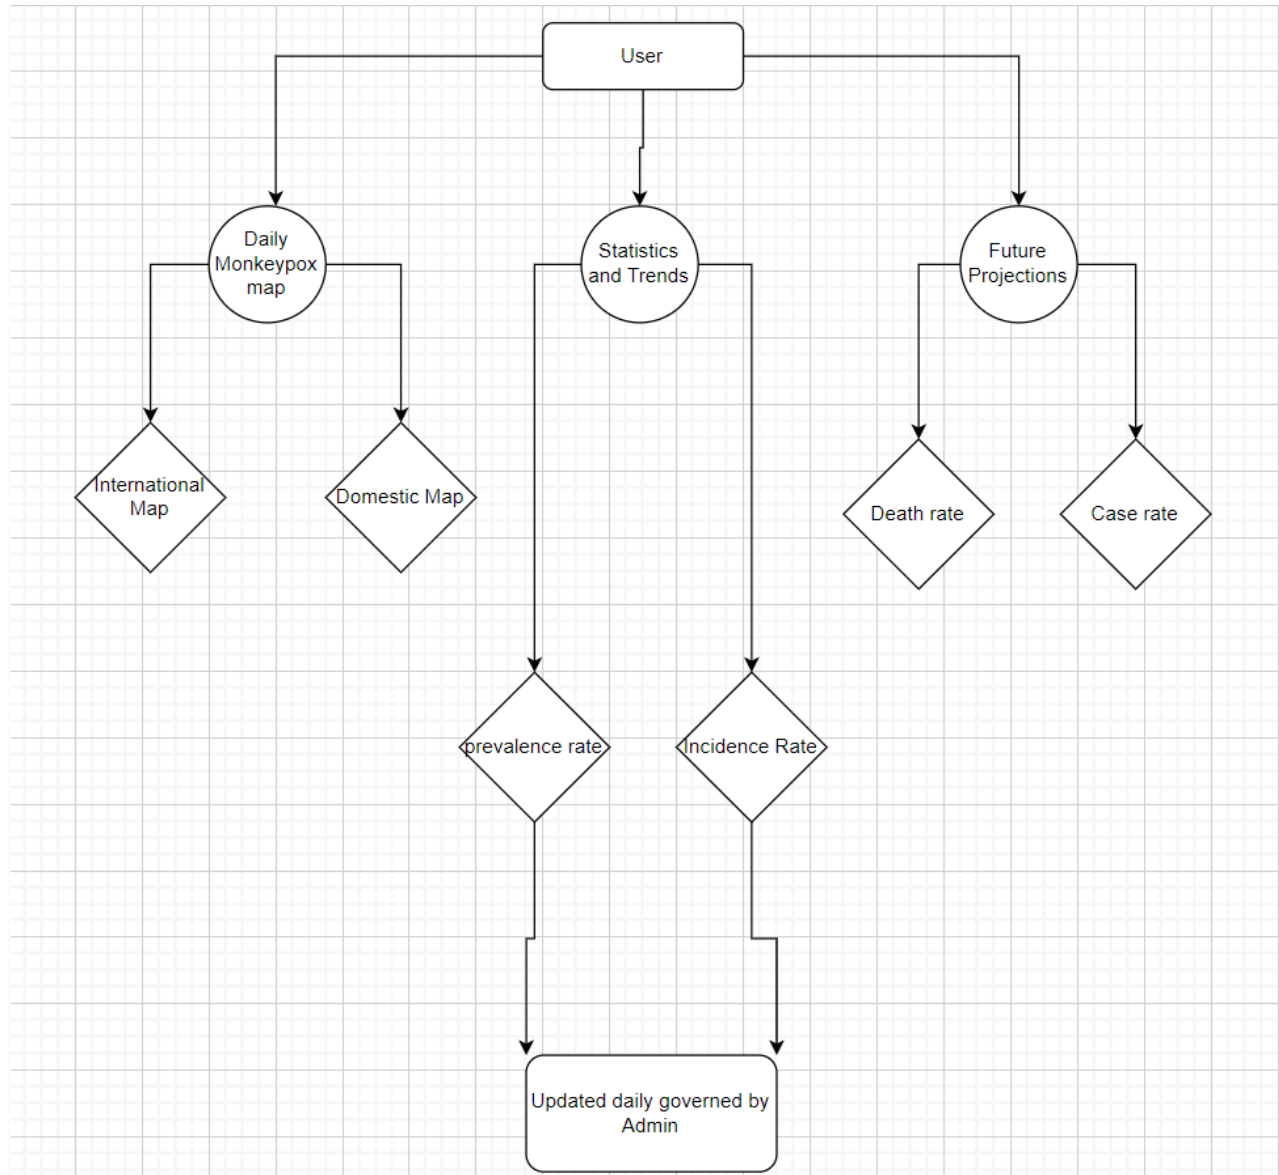 User
Daily
Monkeypox
map
Statistics
and Trends
Future
Projections
International
Map
Domestic Map
Death rate
Case rate
prevalence rate
Incidence Rate
Updated daily governed by
Admin